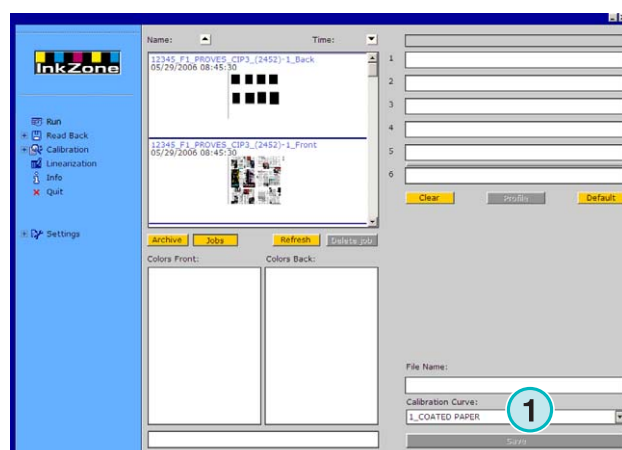 InkZone
Run
Read Back
Calibration
Linearization
Info
Quit
Settings
Name:
Time:
12345_F1_PROVES_CIP3_(2452)-1_Back
05/29/2006 08:45:30
12345_F1_PROVES_CIP3_(2452)-1_Front
05/29/2006 08:45:30
Archive
Jobs
Refresh
Delete job
Colors Front:
Colors Back:
1
2
3
4
5
6
Clear
Profile
Default
File Name:
Calibration Curve:
1_COATED PAPER
1
Save